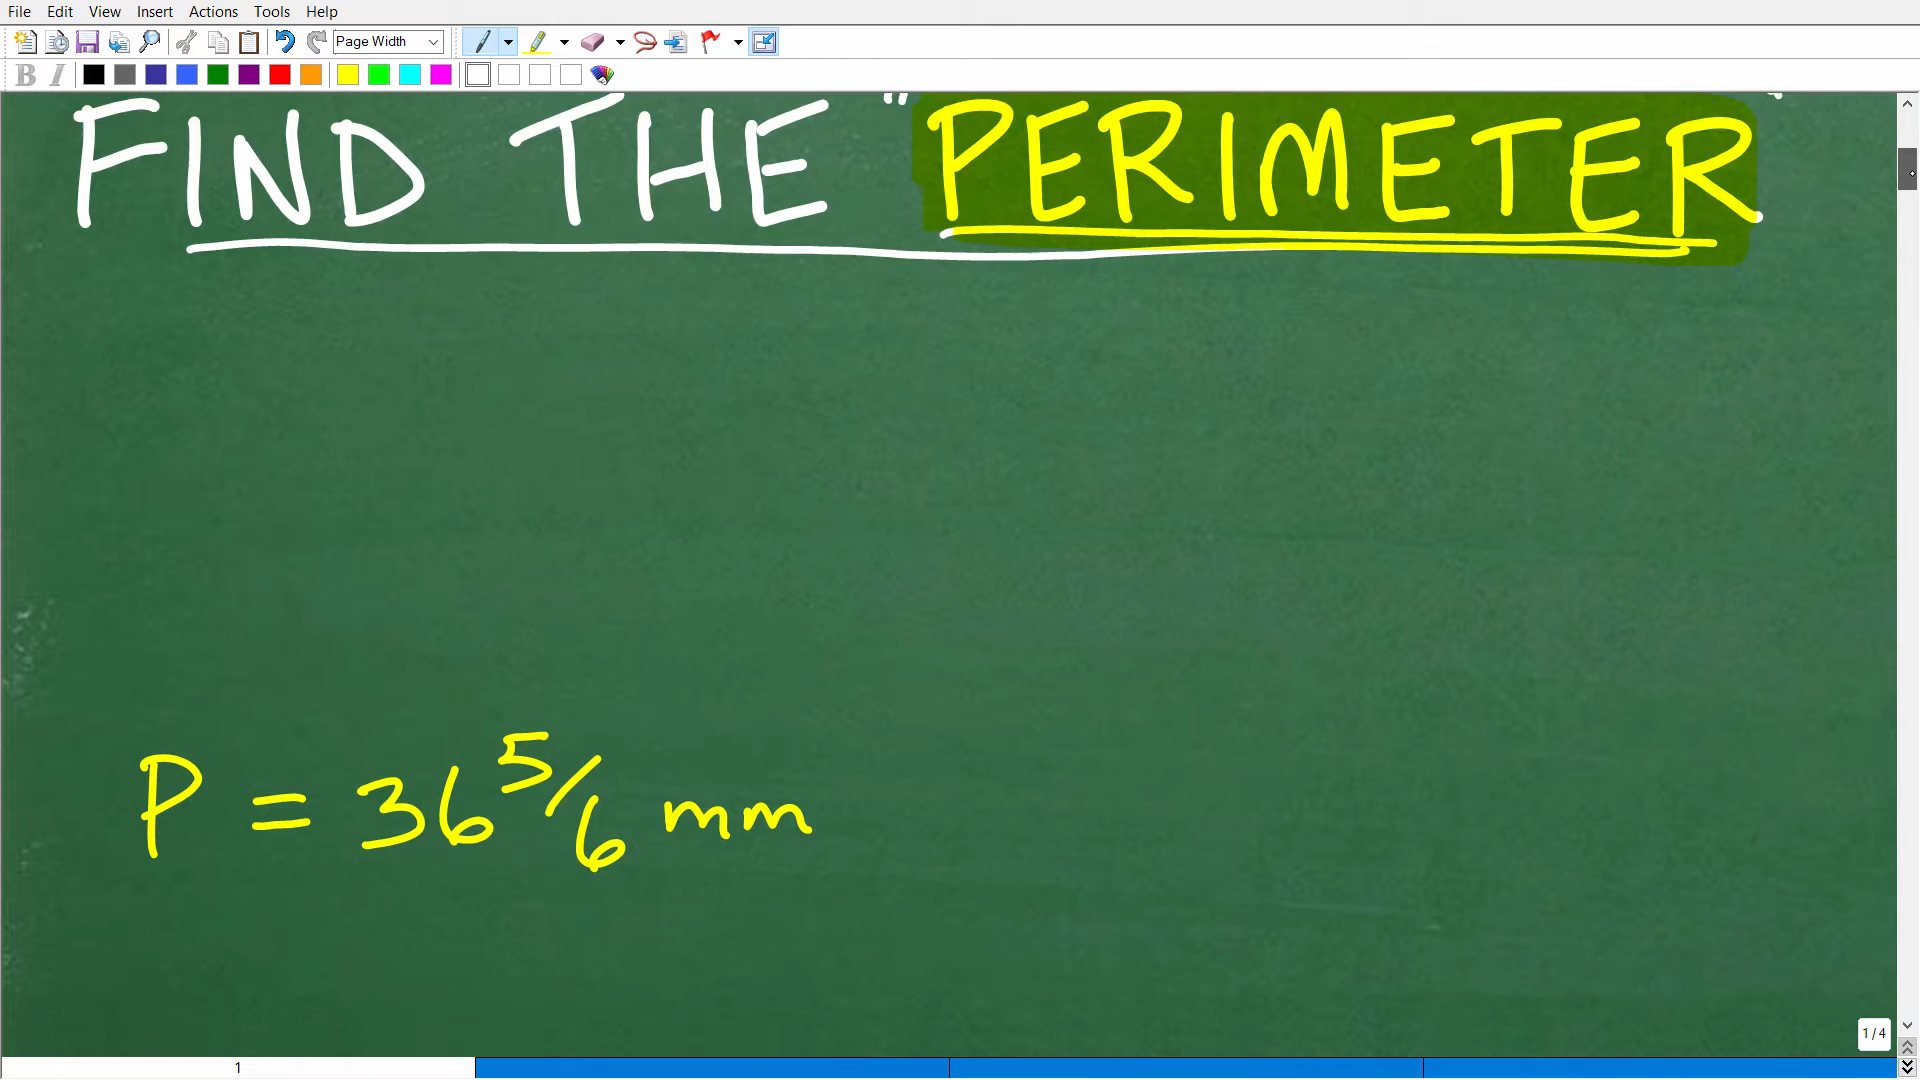 File Edit View Insert Actions Tools Help
Page Width
B I
FIND THE "PERIMETER"
P = 36 5/6 mm
1 / 4
1